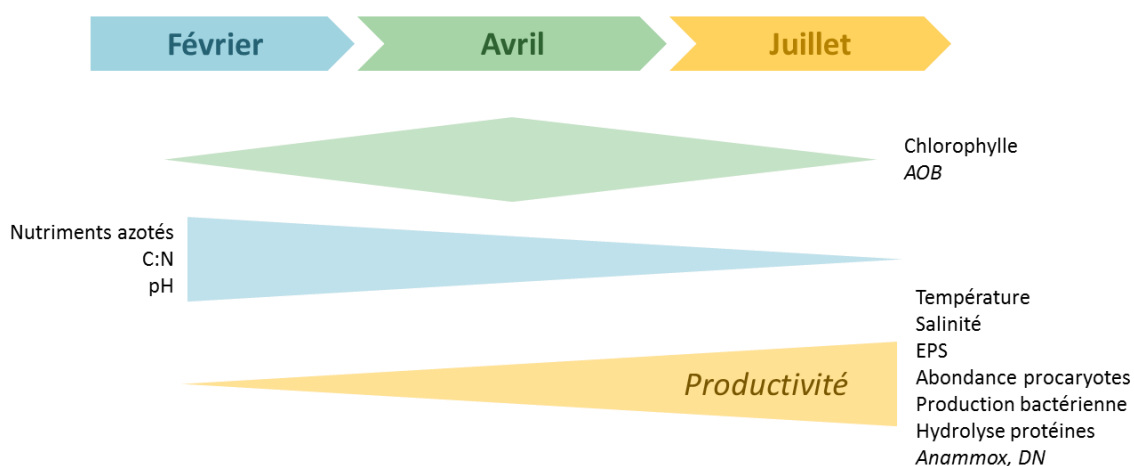 Février
Avril
Juillet
Chlorophylle
AOB
Nutriments azotés
C:N
pH
Température
Salinité
EPS
Abondance procaryotes
Production bactérienne
Hydrolyse protéines
Anammox, DN
Productivité